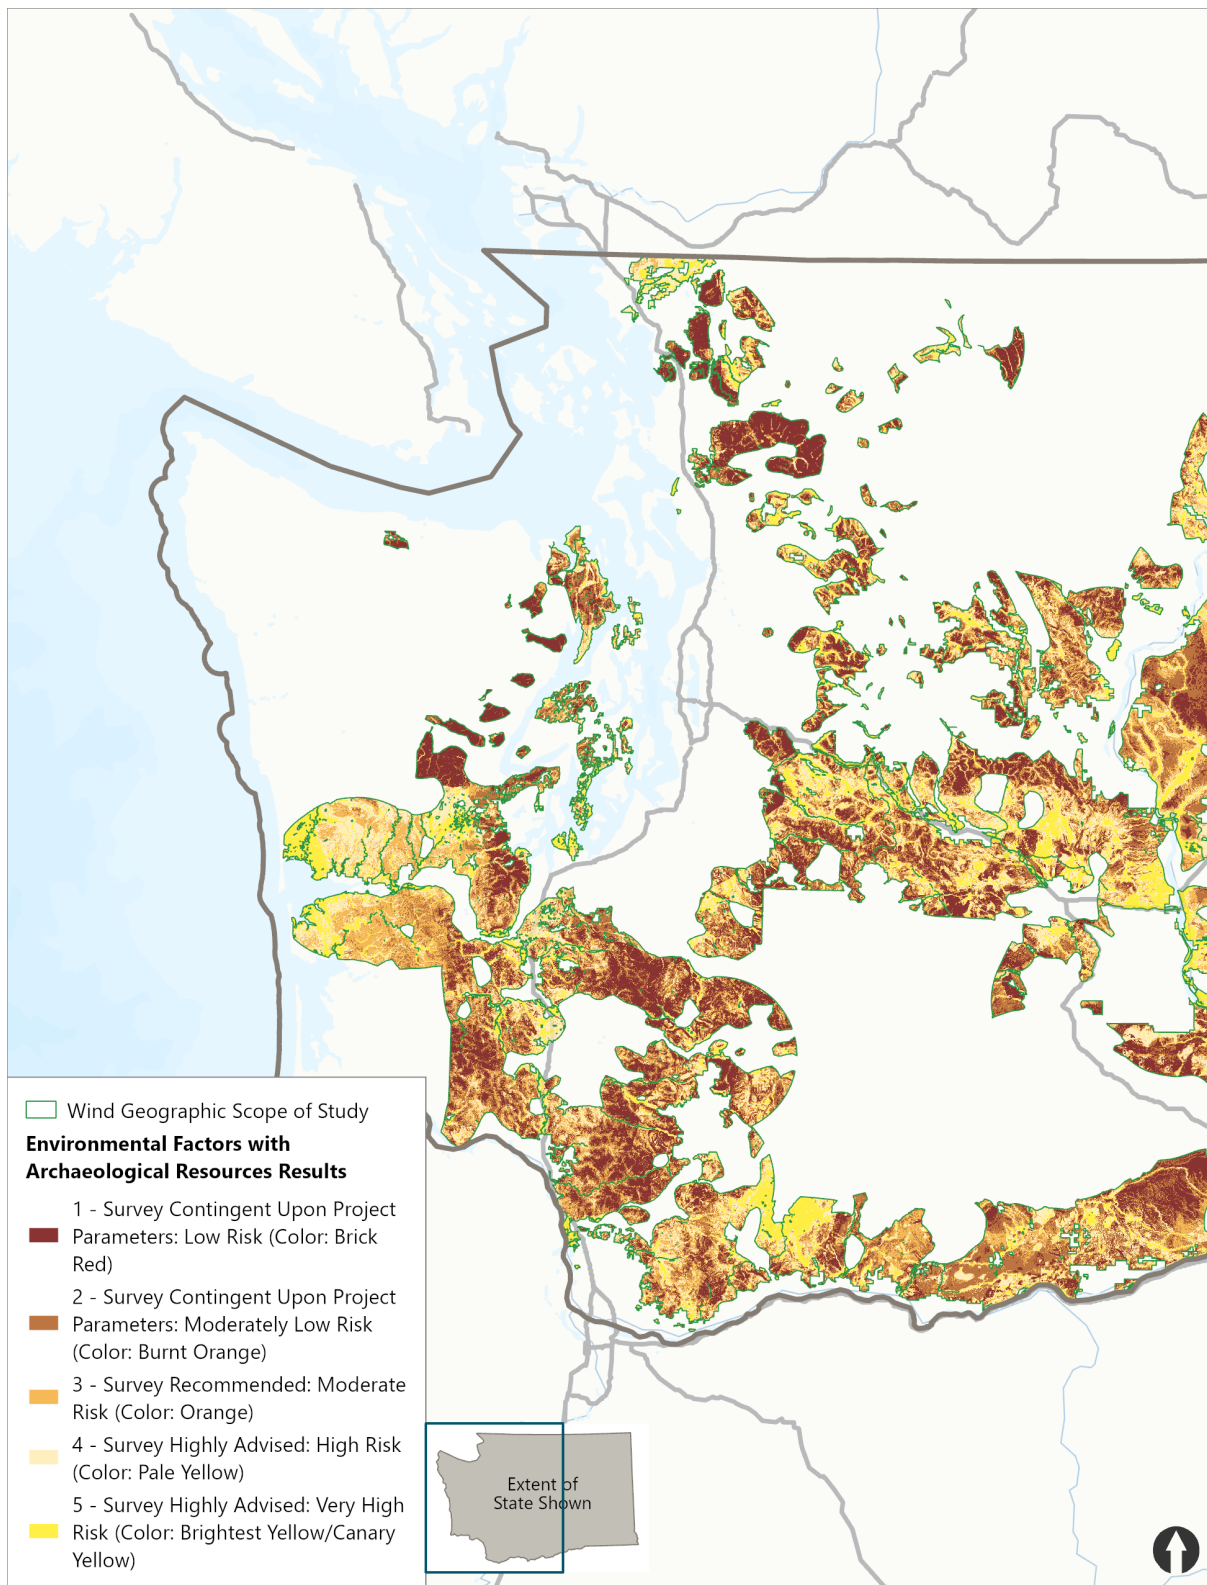 Wind Geographic Scope of Study
Environmental Factors with
Archaeological Resources Results
1 - Survey Contingent Upon Project
Parameters: Low Risk (Color: Brick
Red)
2 - Survey Contingent Upon Project
Parameters: Moderately Low Risk
(Color: Burnt Orange)
3 - Survey Recommended: Moderate
Risk (Color: Orange)
4 - Survey Highly Advised: High Risk
(Color: Pale Yellow)
5 - Survey Highly Advised: Very High
Risk (Color: Brightest Yellow/Canary
Yellow)
Extent of
State Shown